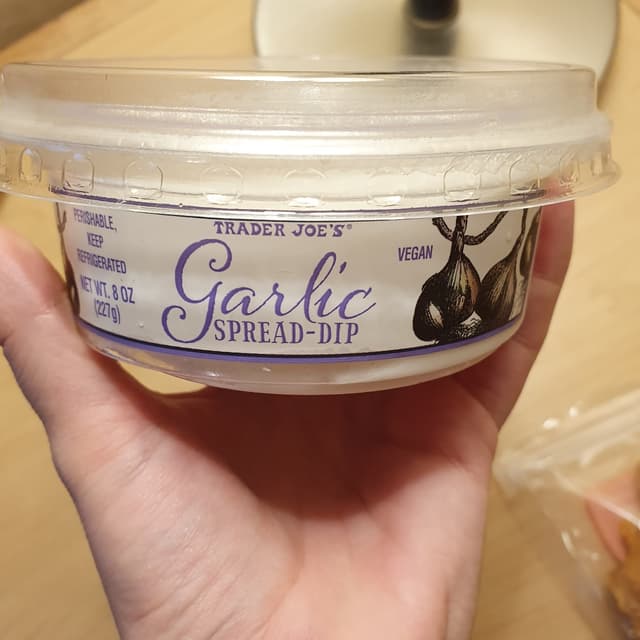 PERISHABLE,
KEEP
REFRIGERATED
NET WT. 8 OZ
(227g)
TRADER JOE'S®
Garlic
SPREAD-DIP
VEGAN